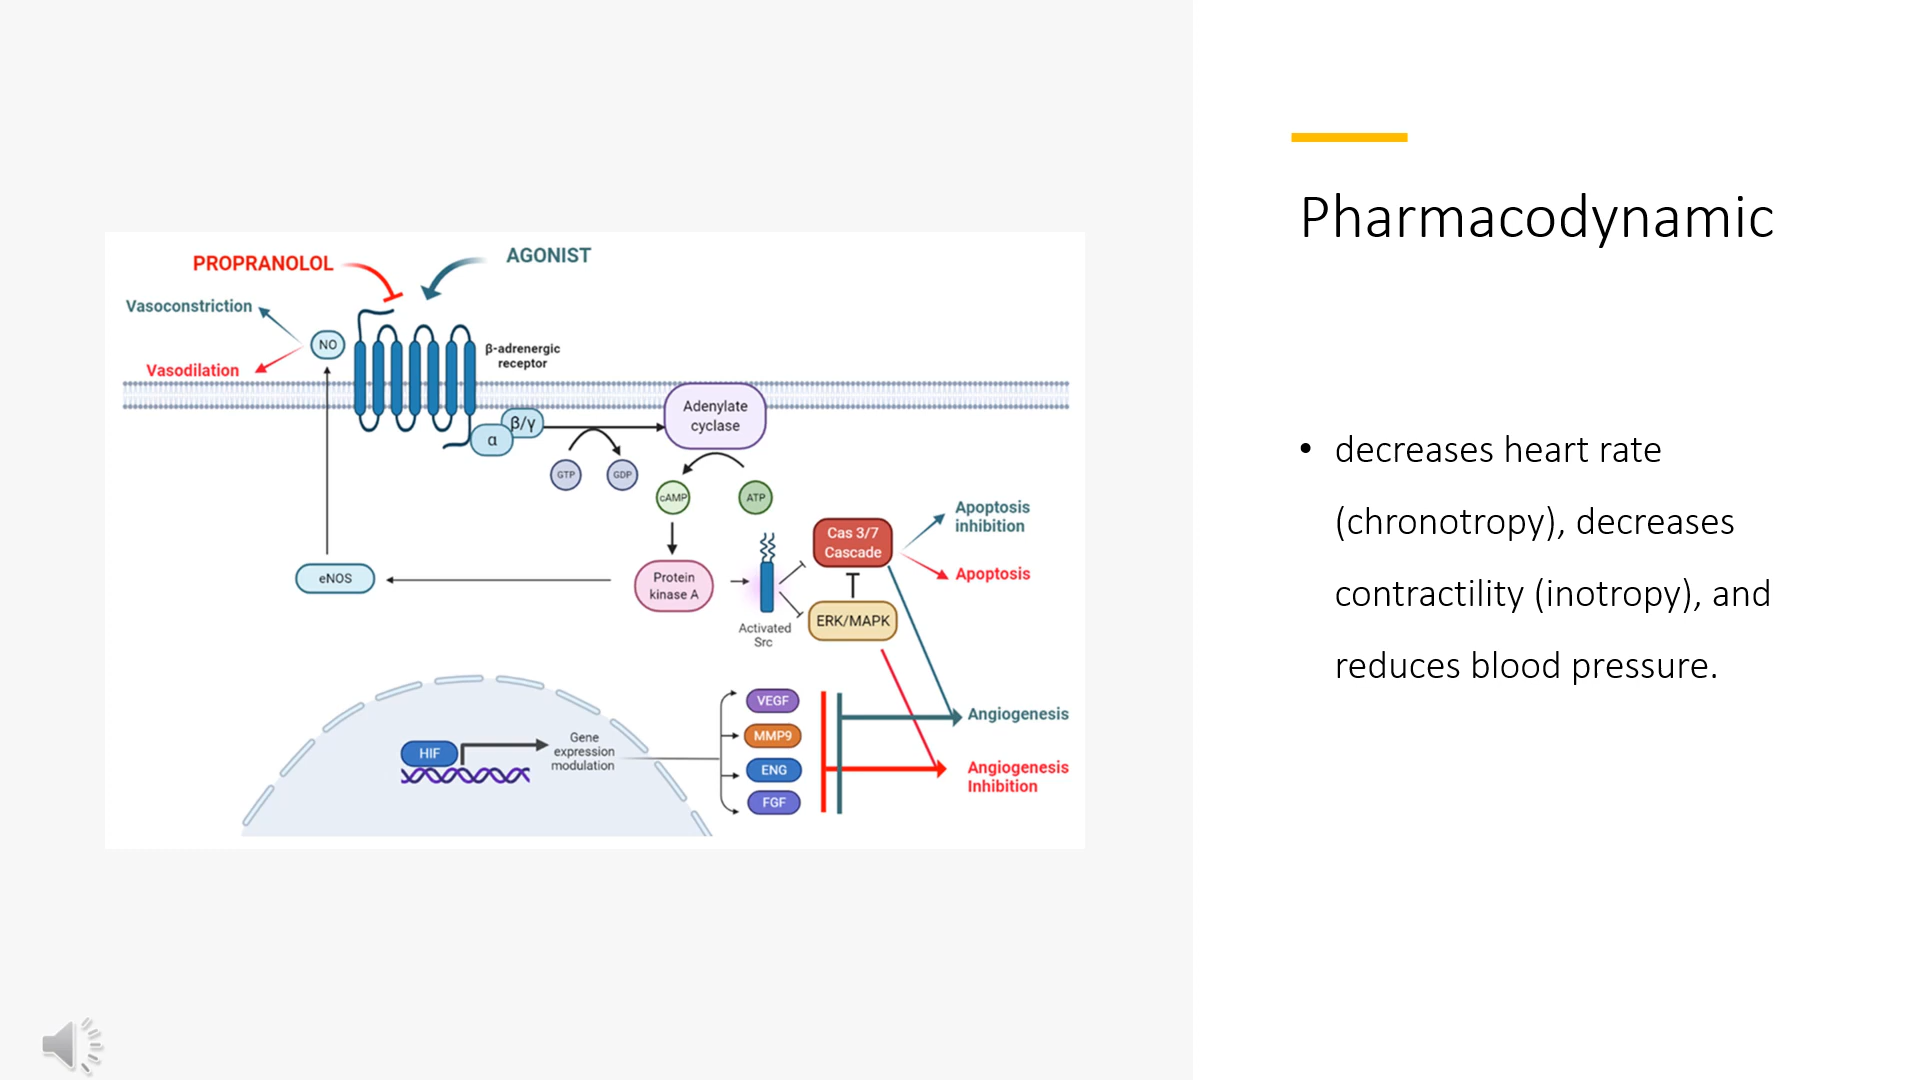 PROPRANOLOL
AGONIST
Vasoconstriction
NO
Vasodilation
β-adrenergic
receptor
Adenylate
cyclase
β/γ
α
GTP
GDP
cAMP
ATP
Apoptosis
inhibition
Cas 3/7
Cascade
Apoptosis
eNOS
Protein
kinase A
ERK/MAPK
Activated
Src
VEGF
Angiogenesis
MMP9
HIF
Gene
expression
modulation
ENG
Angiogenesis
Inhibition
FGF
Pharmacodynamic
• decreases heart rate
(chronotropy), decreases
contractility (inotropy), and
reduces blood pressure.